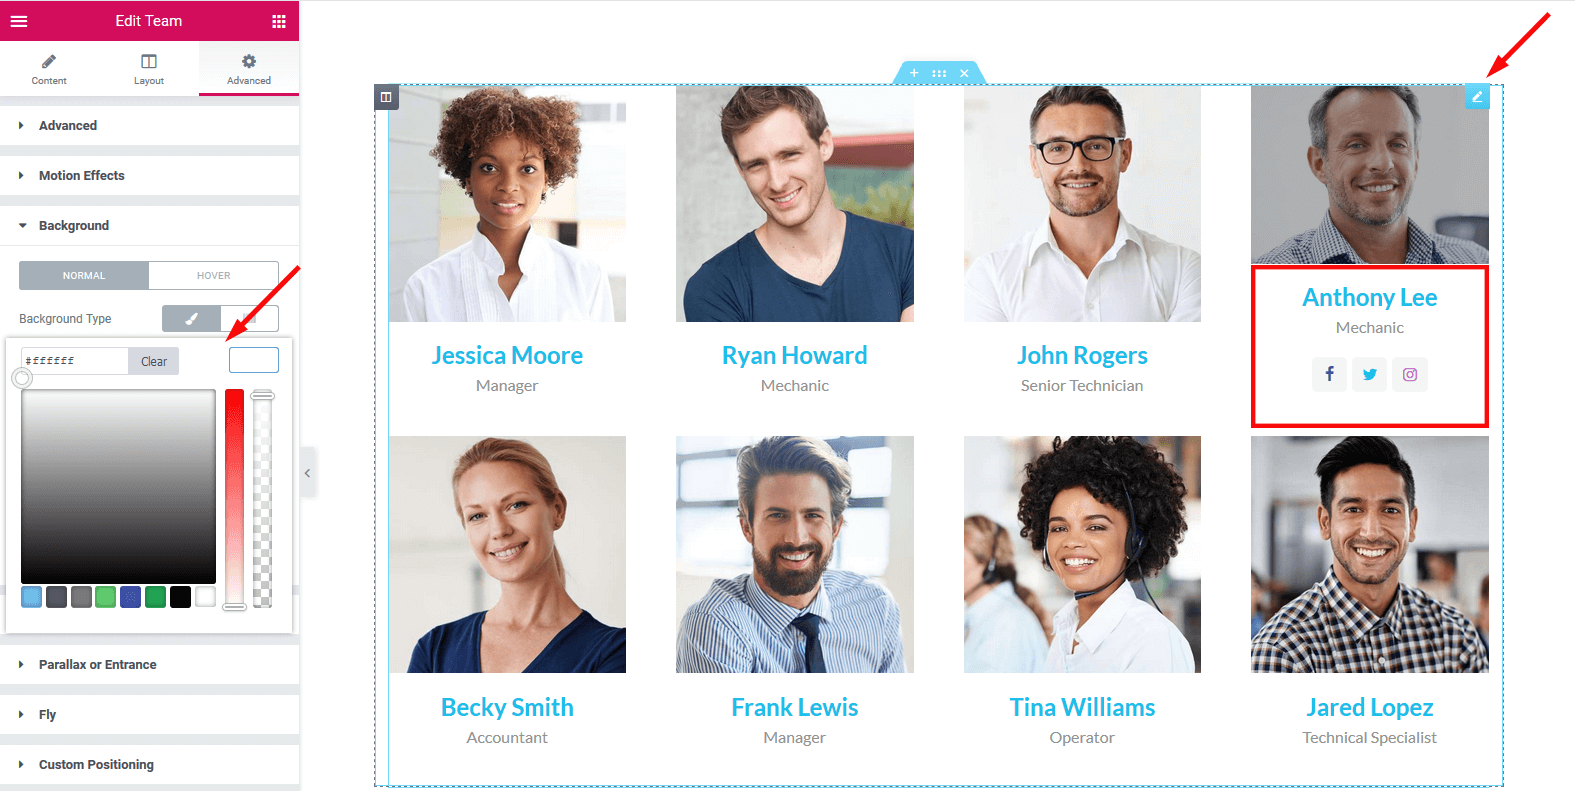 Edit Team
Content Layout Advanced
Advanced
Motion Effects
Background
NORMAL HOVER
Background Type
#ffffff Clear
Parallax or Entrance
Fly
Custom Positioning
Jessica Moore
Manager
Ryan Howard
Mechanic
John Rogers
Senior Technician
Anthony Lee
Mechanic
Becky Smith
Accountant
Frank Lewis
Manager
Tina Williams
Operator
Jared Lopez
Technical Specialist